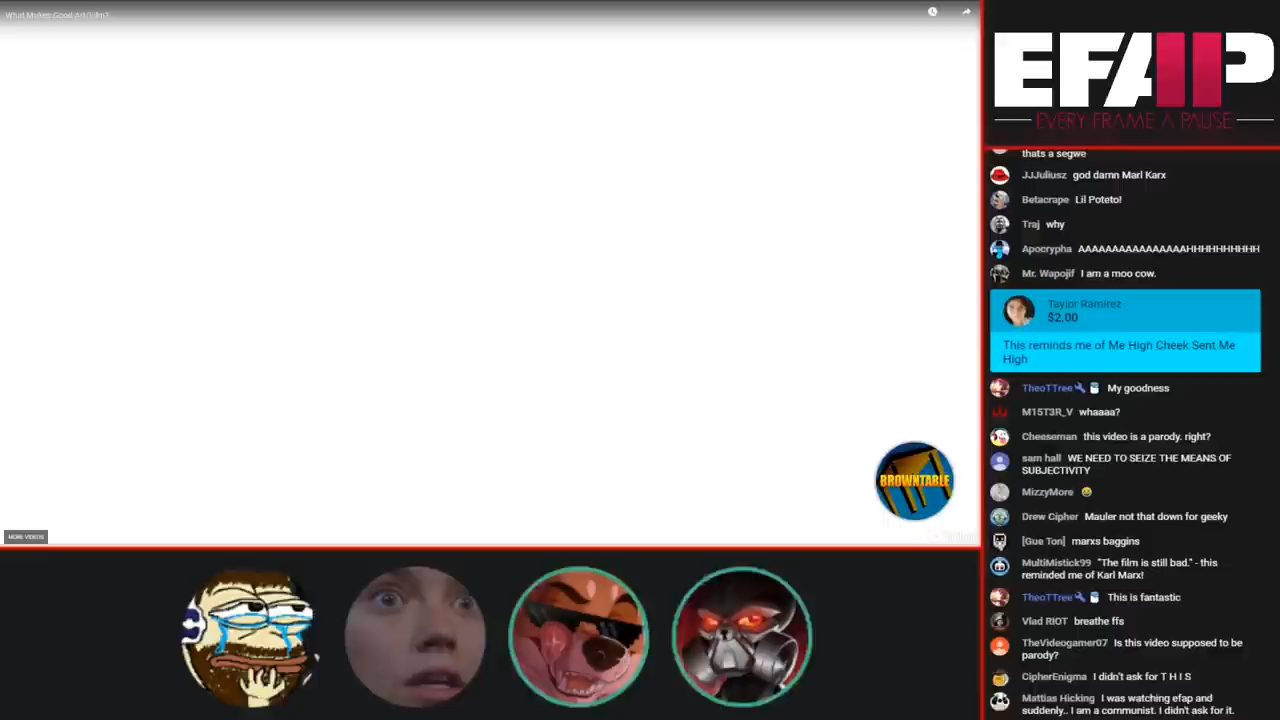 What Makes Good Art/Film?
EFAP
EVERY FRAME A PAUSE
thats a segwe
JJJuliusz god damn Marl Karx
Betacrape Lil Poteto!
Traj why
Apocrypha AAAAAAAAAAAAAAAAHHHHHHHHHH
Mr. Wapojif I am a moo cow.
Taylor Ramirez
$2.00
This reminds me of Me High Cheek Sent Me
High
TheoTTree My goodness
M15T3R_V whaaaa?
Cheeseman this video is a parody. right?
sam hall WE NEED TO SEIZE THE MEANS OF
SUBJECTIVITY
MizzyMore
Drew Cipher Mauler not that down for geeky
[Gue Ton] marxs baggins
MultiMistick99 "The film is still bad." - this
reminded me of Karl Marx!
TheoTTree This is fantastic
Vlad RIOT breathe ffs
TheVideogamer07 Is this video supposed to be
parody?
CipherEnigma I didn't ask for T H I S
Mattias Hicking I was watching efap and
suddenly.. I am a communist. I didn't ask for it.
BROWNTABLE
MORE VIDEOS